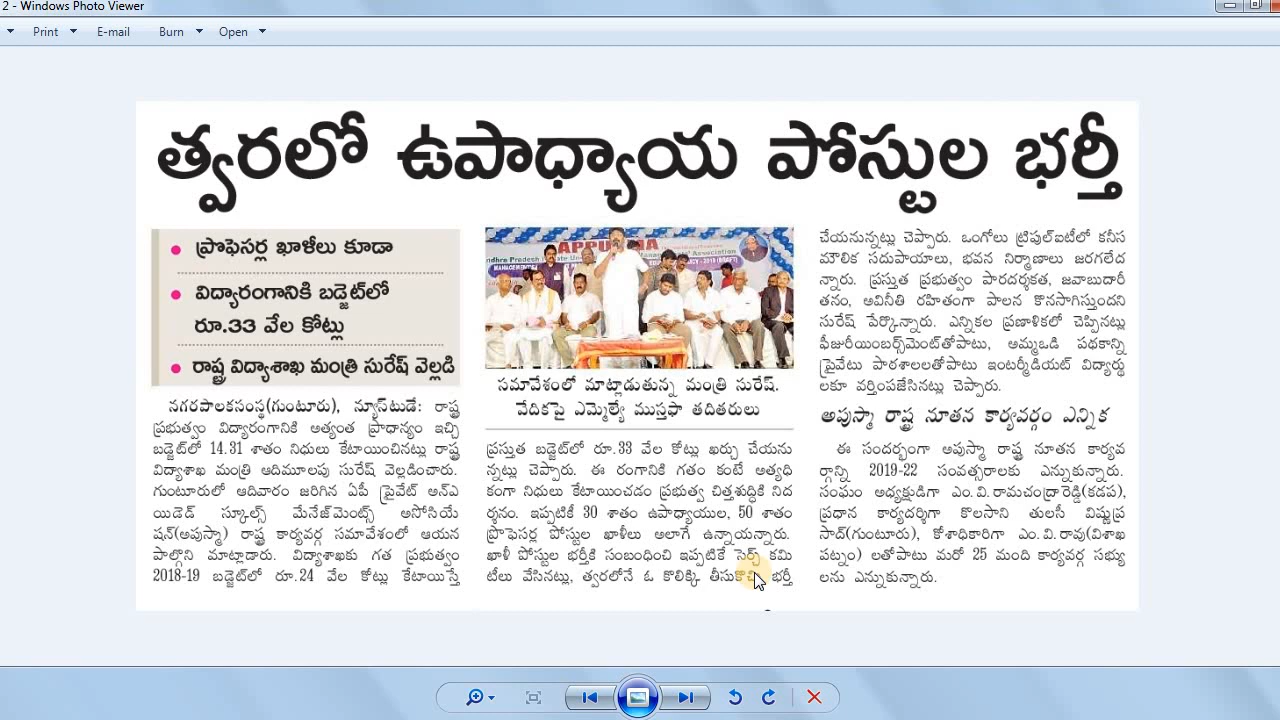 2 - Windows Photo Viewer
Print E-mail Burn Open
త్వరలో ఉపాధ్యాయ పోస్టుల భర్తీ
ప్రొఫెసర్ల ఖాళీలు కూడా
విద్యారంగానికి బడ్జెట్‌లో
రూ.33 వేల కోట్లు
రాష్ట్ర విద్యాశాఖ మంత్రి సురేష్ వెల్లడి
నగరపాలకసంస్థ(గుంటూరు), న్యూస్‌టుడే: రాష్ట్ర
ప్రభుత్వం విద్యారంగానికి అత్యంత ప్రాధాన్యం ఇచ్చి
బడ్జెట్‌లో 14.31 శాతం నిధులు కేటాయించినట్లు రాష్ట్ర
విద్యాశాఖ మంత్రి ఆదిమూలపు సురేష్ వెల్లడించారు.
గుంటూరులో ఆదివారం జరిగిన ఏపీ ప్రైవేట్ అన్‌ఎ
యిడెడ్ స్కూల్స్ మేనేజ్‌మెంట్స్ అసోసియే
షన్(అపుస్మా) రాష్ట్ర కార్యవర్గ సమావేశంలో ఆయన
పాల్గొని మాట్లాడారు. విద్యాశాఖకు గత ప్రభుత్వం
2018-19 బడ్జెట్‌లో రూ.24 వేల కోట్లు కేటాయిస్తే
APPUSMA
Andhra Pradesh Association
సమావేశంలో మాట్లాడుతున్న మంత్రి సురేష్.
వేదికపై ఎమ్మెల్యే ముస్తఫా తదితరులు
ప్రస్తుత బడ్జెట్‌లో రూ.33 వేల కోట్లు ఖర్చు చేయను
న్నట్లు చెప్పారు. ఈ రంగానికి గతం కంటే అత్యధి
కంగా నిధులు కేటాయించడం ప్రభుత్వ చిత్తశుద్ధికి నిద
ర్శనం. ఇప్పటికే 30 శాతం ఉపాధ్యాయుల, 50 శాతం
ప్రొఫెసర్ల పోస్టుల ఖాళీలు అలాగే ఉన్నాయన్నారు.
ఖాళీ పోస్టుల భర్తీకి సంబంధించి ఇప్పటికే సెర్చ్ కమి
టీలు వేసినట్లు, త్వరలోనే ఓ కొలిక్కి తీసుకొచ్చి భర్తీ
చేయనున్నట్లు చెప్పారు. ఒంగోలు ట్రిపుల్‌ఐటీలో కనీస
మౌలిక సదుపాయాలు, భవన నిర్మాణాలు జరగలేద
న్నారు. ప్రస్తుత ప్రభుత్వం పారదర్శకత, జవాబుదారీ
తనం, అవినీతి రహితంగా పాలన కొనసాగిస్తుందని
సురేష్ పేర్కొన్నారు. ఎన్నికల ప్రణాళికలో చెప్పినట్లు
ఫీజురీయింబర్స్‌మెంట్‌తోపాటు, అమ్మఒడి పథకాన్ని
ప్రైవేటు పాఠశాలలతోపాటు ఇంటర్మీడియట్ విద్యార్థు
లకూ వర్తింపజేసినట్లు చెప్పారు.
అపుస్మా రాష్ట్ర నూతన కార్యవర్గం ఎన్నిక
ఈ సందర్భంగా అపుస్మా రాష్ట్ర నూతన కార్యవ
ర్గాన్ని 2019-22 సంవత్సరాలకు ఎన్నుకున్నారు.
సంఘం అధ్యక్షుడిగా ఎం.వి.రామచంద్రారెడ్డి(కడప),
ప్రధాన కార్యదర్శిగా కొలసాని తులసీ విష్ణుప్ర
సాద్(గుంటూరు), కోశాధికారిగా ఎం.వి.రావు(విశాఖ
పట్నం) లతోపాటు మరో 25 మంది కార్యవర్గ సభ్యు
లను ఎన్నుకున్నారు.